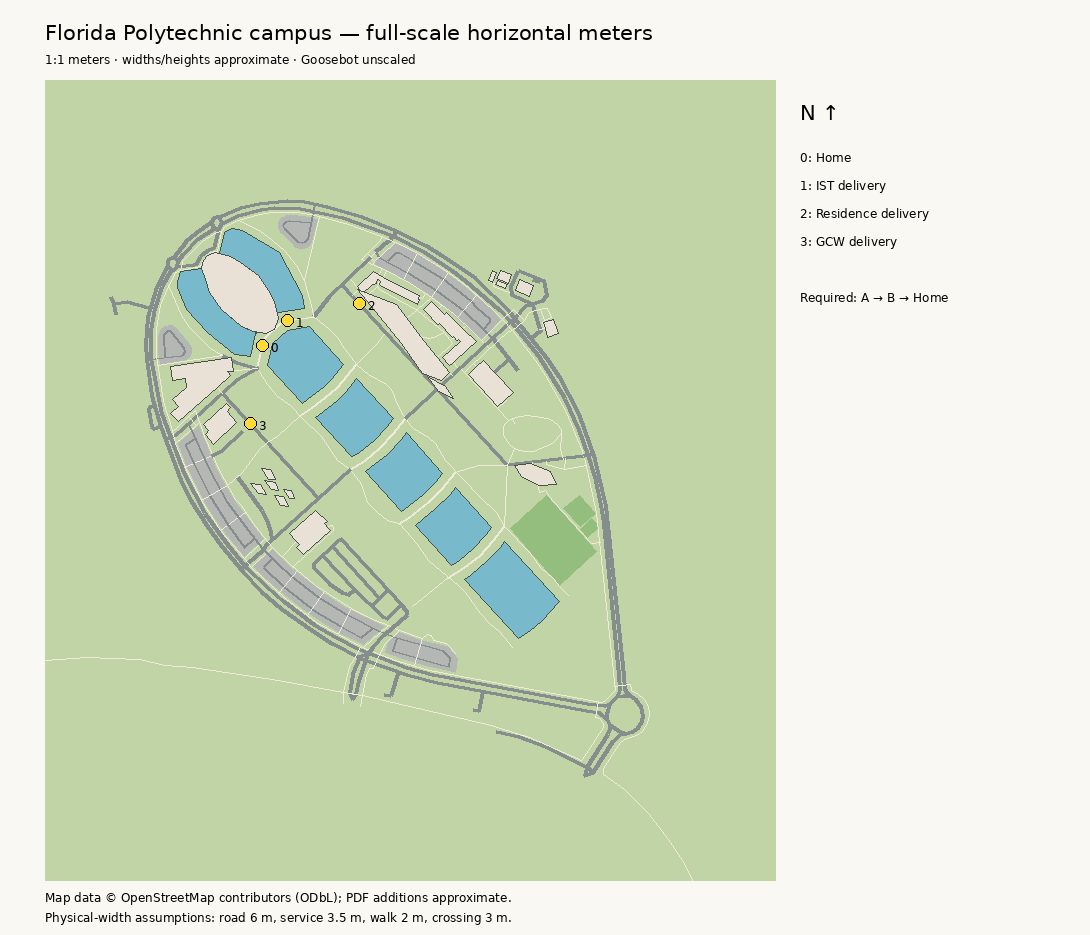 Florida Polytechnic campus — full-scale horizontal meters
1:1 meters · widths/heights approximate · Goosebot unscaled
N ↑
0: Home
1: IST delivery
2: Residence delivery
3: GCW delivery
Required: A → B → Home
2
1
0
3
Map data © OpenStreetMap contributors (ODbL); PDF additions approximate.
Physical-width assumptions: road 6 m, service 3.5 m, walk 2 m, crossing 3 m.